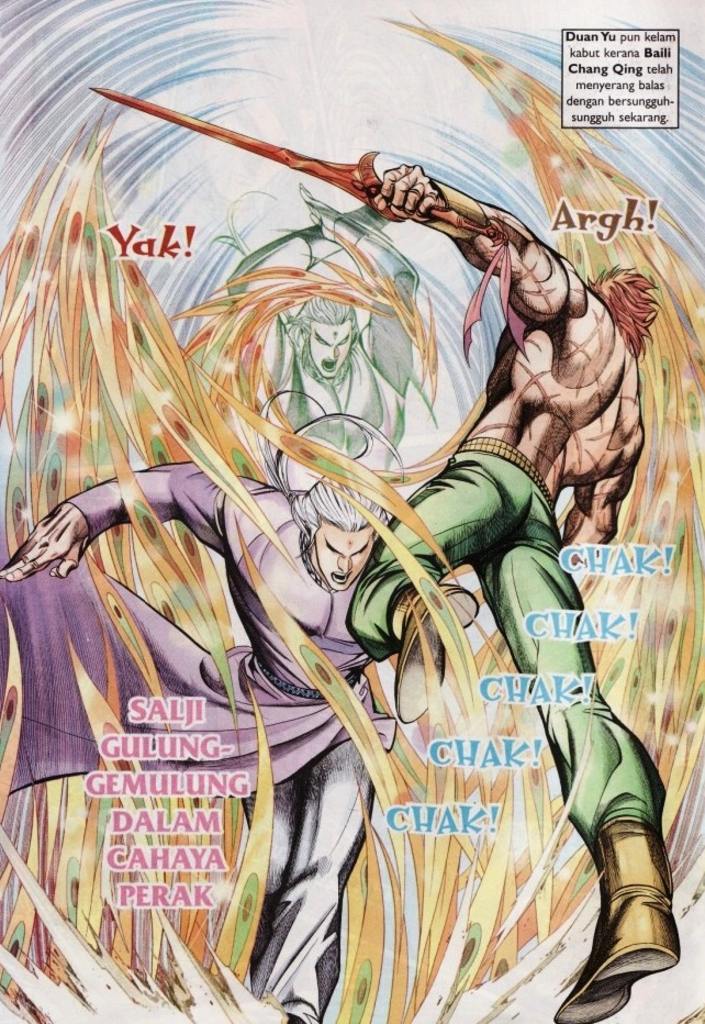 Duan Yu pun kelam
kabut kerana Baili
Chang Qing telah
menyerang balas
dengan bersungguh-
sungguh sekarang.
Yak!
Argh!
CHAK!
CHAK!
CHAK!
CHAK!
CHAK!
SALJI
GULUNG-
GEMULUNG
DALAM
CAHAYA
PERAK